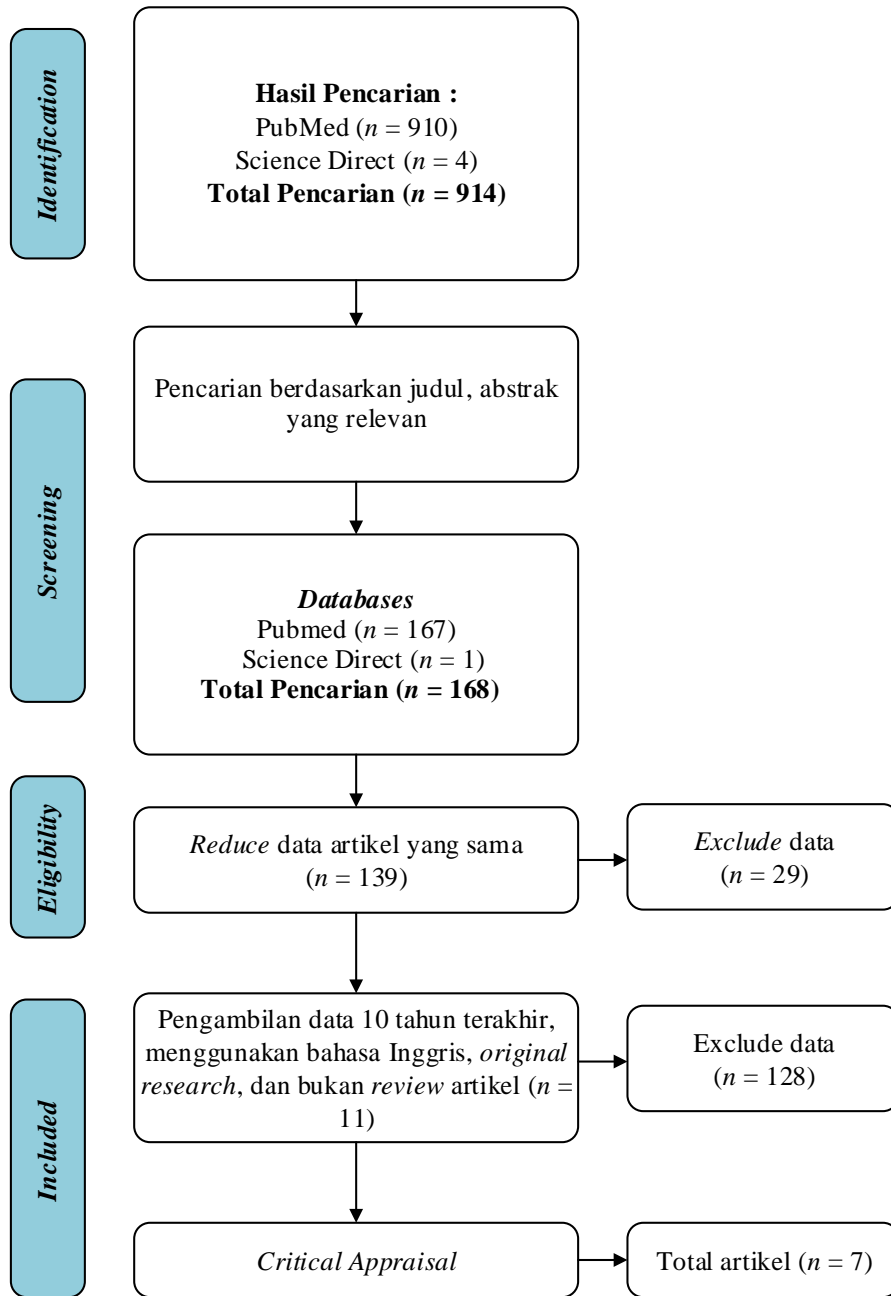 Identification
Hasil Pencarian :
PubMed (n = 910)
Science Direct (n = 4)
Total Pencarian (n = 914)
Screening
Pencarian berdasarkan judul, abstrak
yang relevan
Databases
Pubmed (n = 167)
Science Direct (n = 1)
Total Pencarian (n = 168)
Eligibility
Reduce data artikel yang sama
(n = 139)
Exclude data
(n = 29)
Included
Pengambilan data 10 tahun terakhir,
menggunakan bahasa Inggris, original
research, dan bukan review artikel (n =
11)
Exclude data
(n = 128)
Critical Appraisal
Total artikel (n = 7)